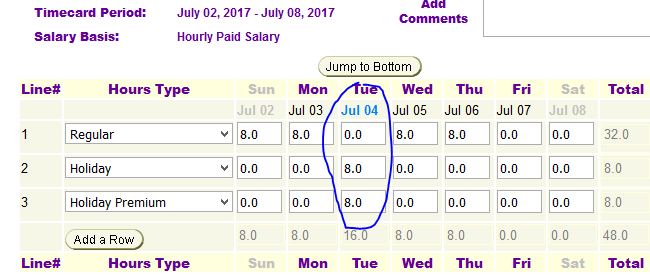 Timecard Period: July 02, 2017 - July 08, 2017
Add
Comments
Salary Basis: Hourly Paid Salary
Jump to Bottom
Line# Hours Type Sun Mon Tue Wed Thu Fri Sat Total
Jul 02 Jul 03 Jul 04 Jul 05 Jul 06 Jul 07 Jul 08
1 Regular 8.0 8.0 0.0 8.0 8.0 0.0 0.0 32.0
2 Holiday 0.0 0.0 8.0 0.0 0.0 0.0 0.0 8.0
3 Holiday Premium 0.0 0.0 8.0 0.0 0.0 0.0 0.0 8.0
Add a Row 8.0 8.0 16.0 8.0 8.0 0.0 0.0 48.0
Line# Hours Type Sun Mon Tue Wed Thu Fri Sat Total